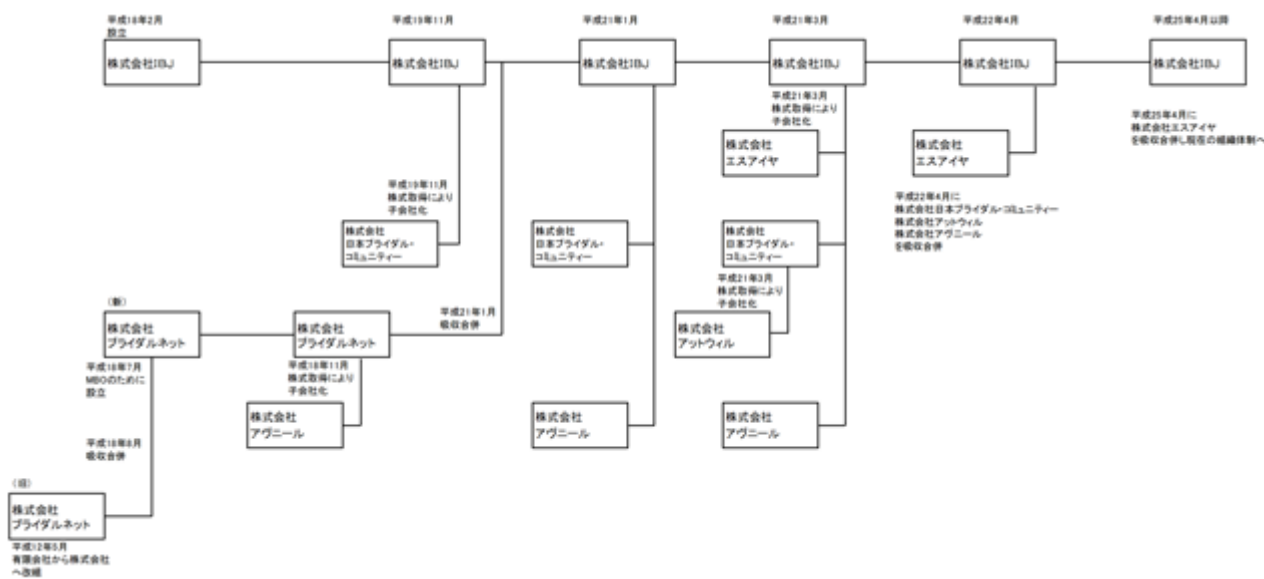 平成18年2月
設立
平成19年11月
平成21年1月
平成21年3月
平成22年4月
平成25年4月以降
株式会社IBJ
株式会社IBJ
株式会社IBJ
株式会社IBJ
株式会社IBJ
株式会社IBJ
平成21年3月
株式取得により
子会社化
平成25年4月に
株式会社エスアイヤ
を吸収合併し現在の組織体制へ
株式会社
エスアイヤ
株式会社
エスアイヤ
平成19年11月
株式取得により
子会社化
平成22年4月に
株式会社日本ブライダル・コミュニティー
株式会社アットウィル
株式会社アヴニール
を吸収合併
株式会社
日本ブライダル・
コミュニティー
株式会社
日本ブライダル・
コミュニティー
株式会社
日本ブライダル・
コミュニティー
平成21年3月
株式取得により
子会社化
(新)
平成21年1月
吸収合併
株式会社
ブライダルネット
株式会社
ブライダルネット
株式会社
アットウィル
平成18年7月
MBOのために
設立
平成18年11月
株式取得により
子会社化
株式会社
アヴニール
株式会社
アヴニール
株式会社
アヴニール
平成18年8月
吸収合併
(旧)
株式会社
ブライダルネット
平成12年5月
有限会社から株式会社
へ改組